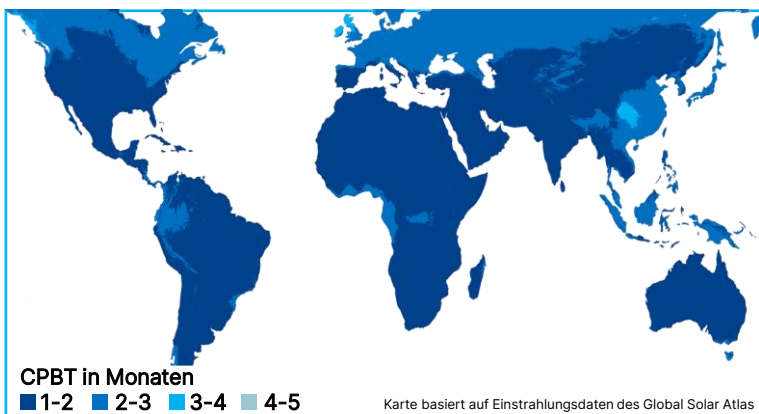 CPBT in Monaten
1-2 2-3 3-4 4-5
Karte basiert auf Einstrahlungsdaten des Global Solar Atlas